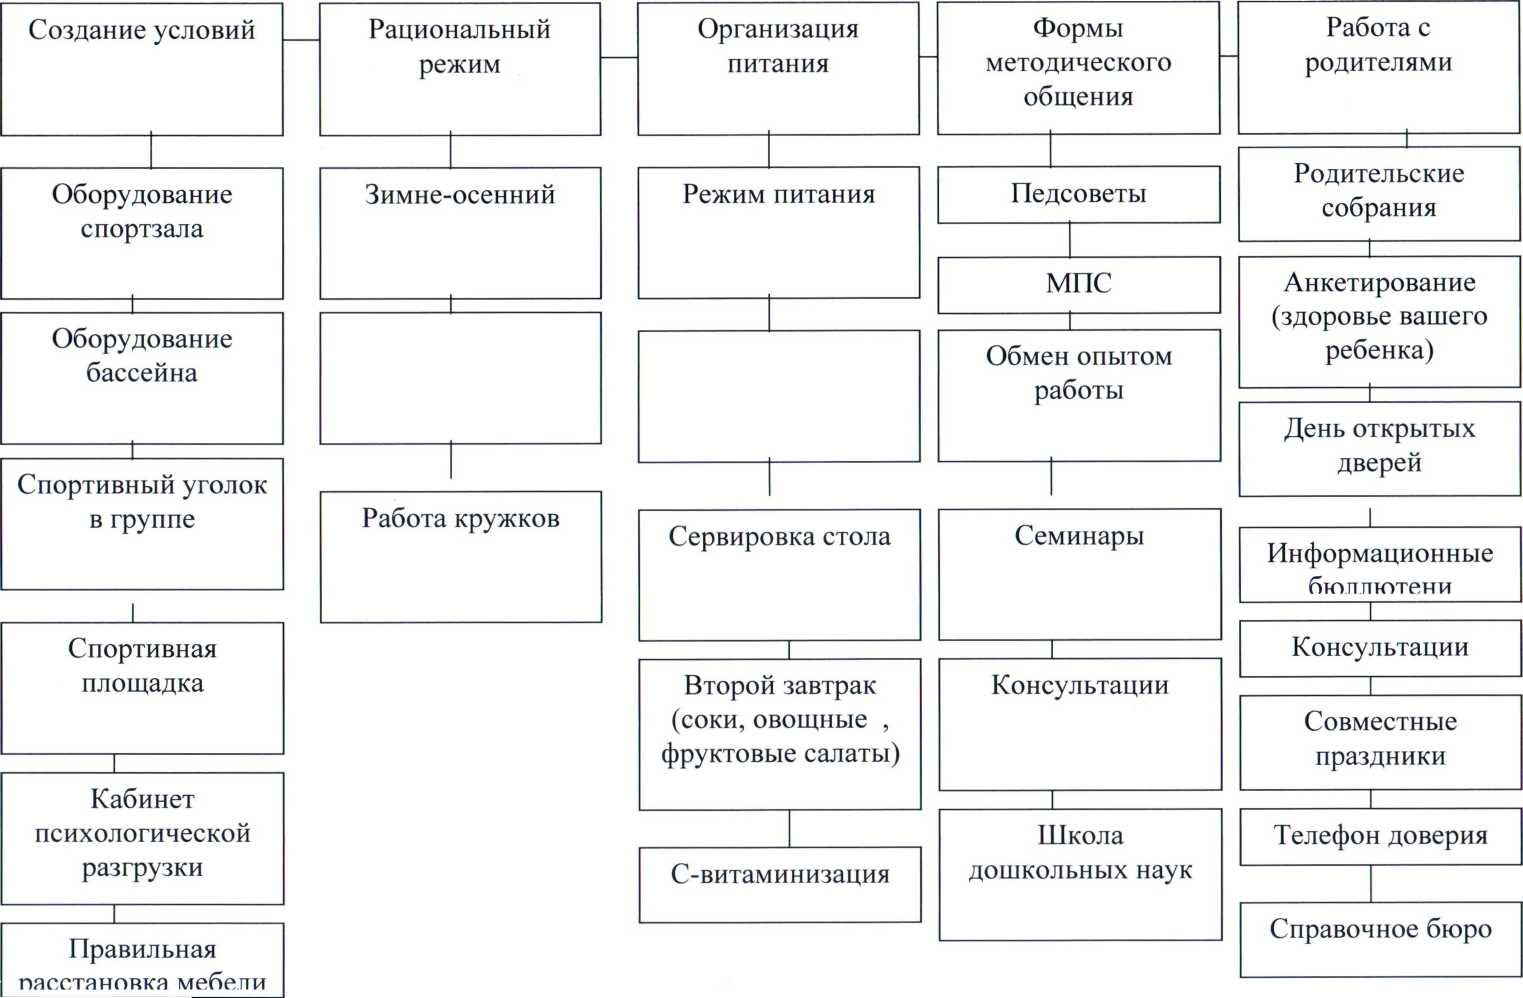 Создание условий
Рациональный
режим
Организация
питания
Формы
методического
общения
Работа с
родителями
Оборудование
спортзала
Оборудование
бассейна
Спортивный уголок
в группе
Спортивная
площадка
Кабинет
психологической
разгрузки
Правильная
расстановка мебели
Зимне-осенний
Работа кружков
Режим питания
Сервировка стола
Второй завтрак
(соки, овощные ,
фруктовые салаты)
С-витаминизация
Педсоветы
МПС
Обмен опытом
работы
Семинары
Консультации
Школа
дошкольных наук
Родительские
собрания
Анкетирование
(здоровье вашего
ребенка)
День открытых
дверей
Информационные
бюллютени
Консультации
Совместные
праздники
Телефон доверия
Справочное бюро